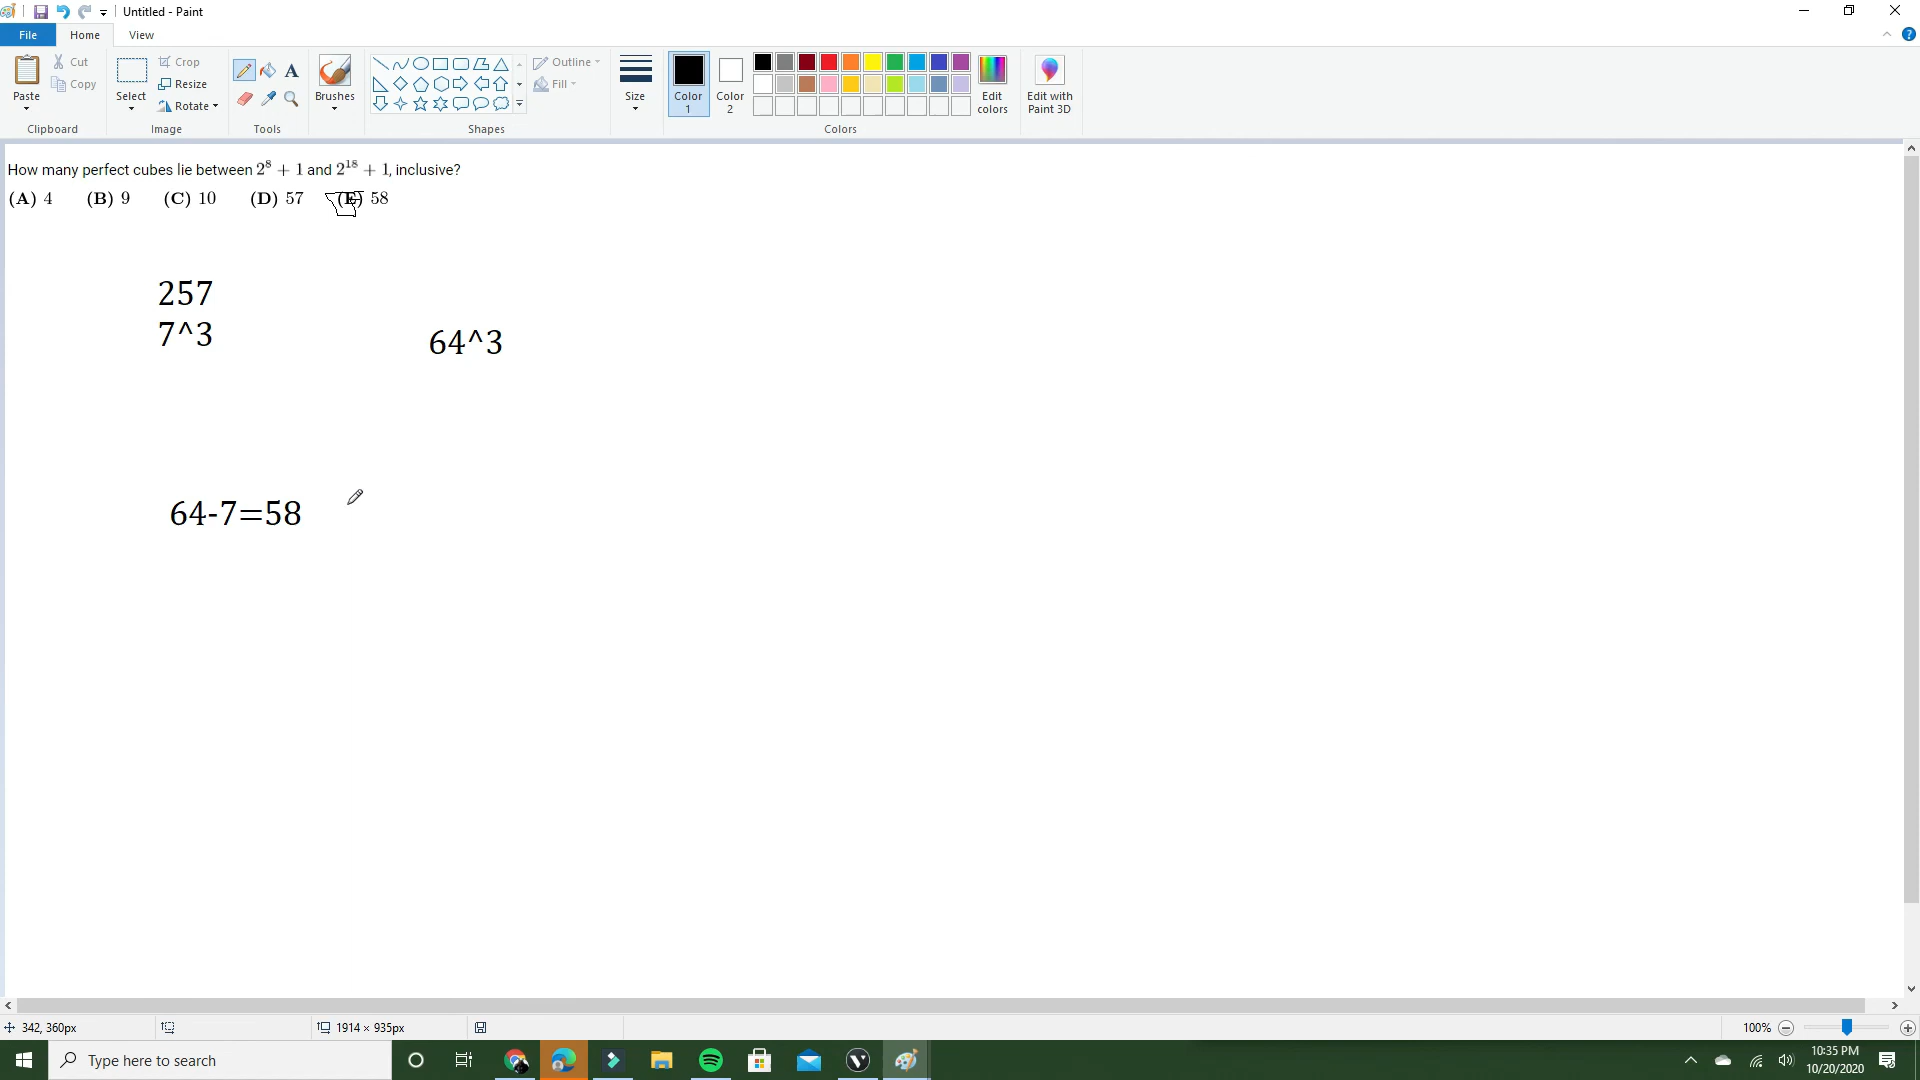 Untitled - Paint
File Home View
Paste
Cut
Copy
Clipboard
Select
Crop
Resize
Rotate
Image
Tools
Brushes
Shapes
Outline
Fill
Size
Color 1
Color 2
Colors
Edit colors
Edit with Paint 3D
How many perfect cubes lie between 2^8 + 1 and 2^18 + 1, inclusive?
(A) 4 (B) 9 (C) 10 (D) 57 (E) 58
257
7^3
64^3
64-7=58
342, 360px
1914 × 935px
100%
Type here to search
10:35 PM
10/20/2020